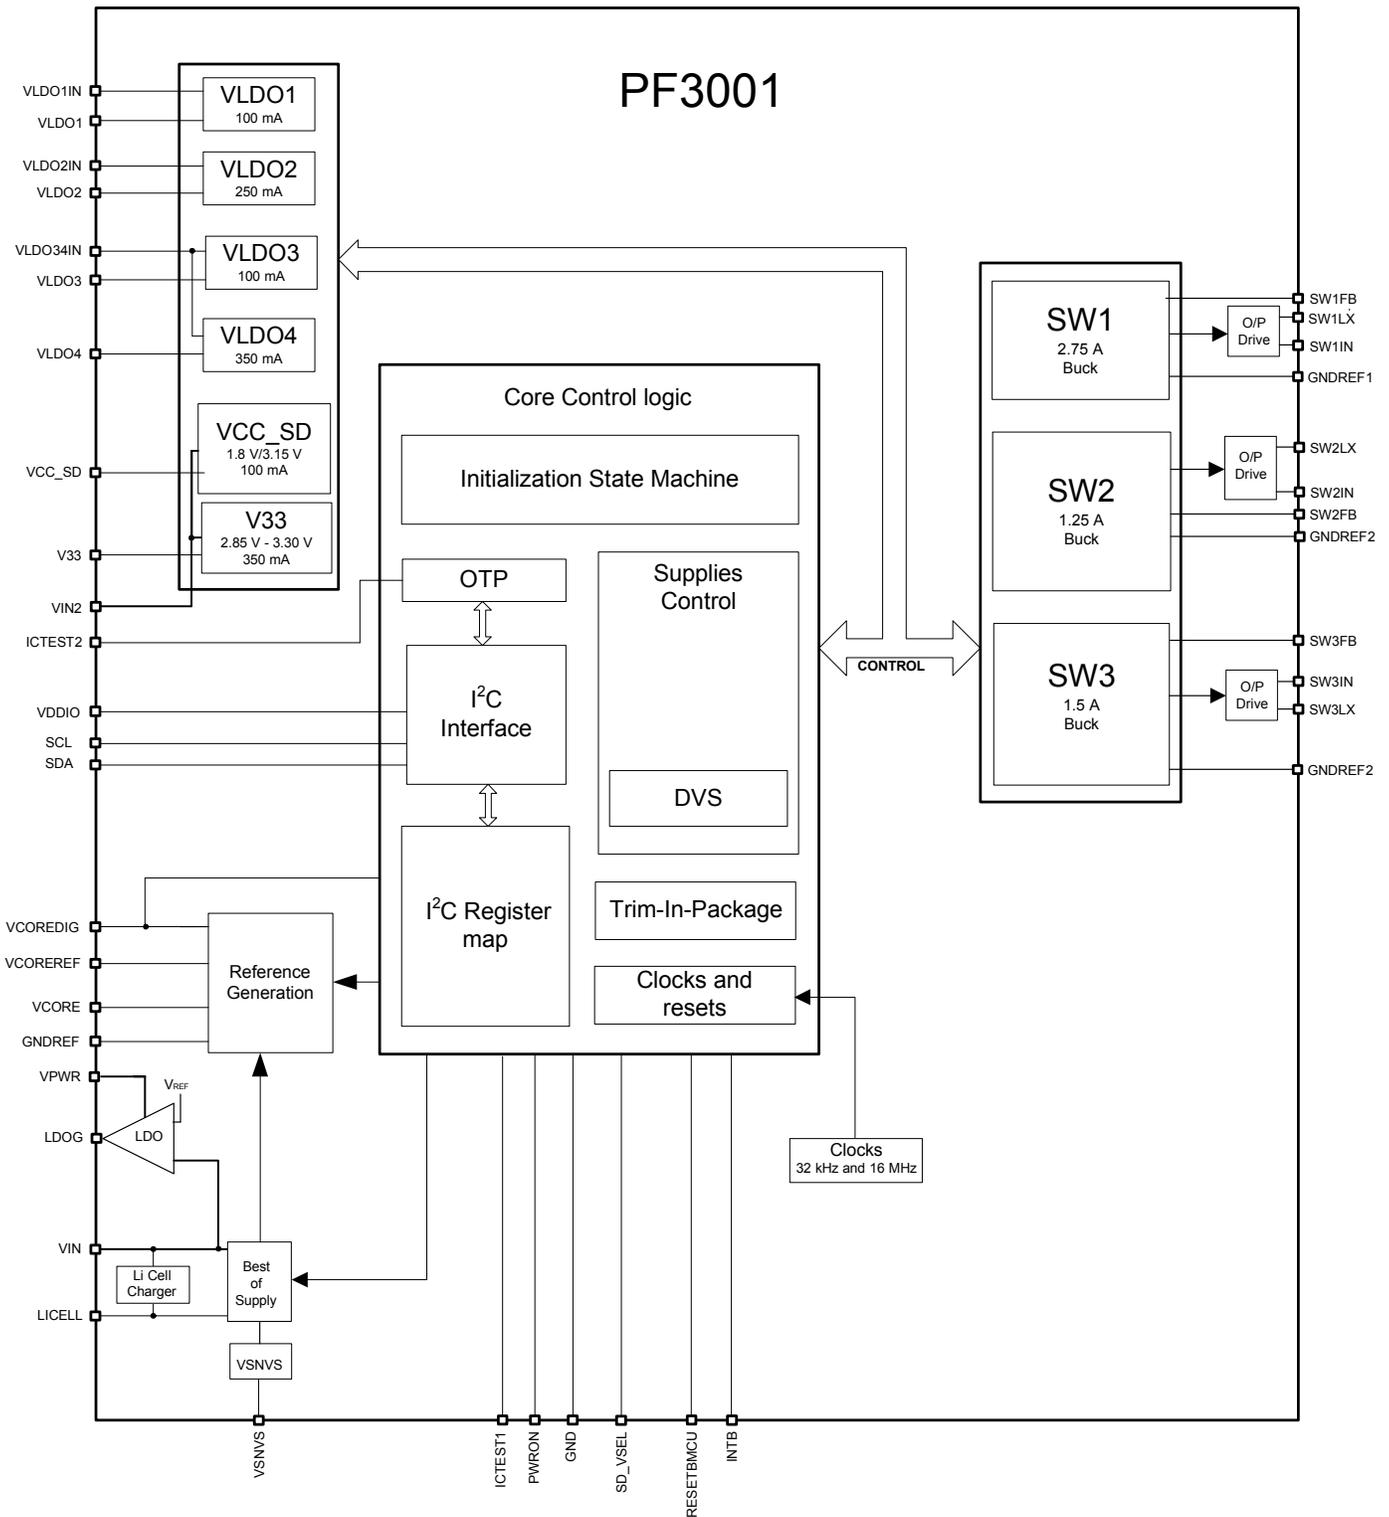 PF3001
VLDO1IN
VLDO1
VLDO2IN
VLDO2
VLDO34IN
VLDO3
VLDO4
VCC_SD
V33
VIN2
ICTEST2
VDDIO
SCL
SDA
VCOREDIG
VCOREREF
VCORE
GNDREF
VPWR
LDOG
VIN
LICELL
VLDO1
100 mA
VLDO2
250 mA
VLDO3
100 mA
VLDO4
350 mA
VCC_SD
1.8 V/3.15 V
100 mA
V33
2.85 V - 3.30 V
350 mA
Core Control logic
Initialization State Machine
OTP
I2C
Interface
I2C Register
map
Supplies
Control
DVS
Trim-In-Package
Clocks and
resets
CONTROL
SW1
2.75 A
Buck
SW2
1.25 A
Buck
SW3
1.5 A
Buck
O/P
Drive
O/P
Drive
O/P
Drive
SW1FB
SW1LX
SW1IN
GNDREF1
SW2LX
SW2IN
SW2FB
GNDREF2
SW3FB
SW3IN
SW3LX
GNDREF2
Reference
Generation
VREF
LDO
Li Cell
Charger
Best
of
Supply
VSNVS
Clocks
32 kHz and 16 MHz
VSNVS
ICTEST1
PWRON
GND
SD_VSEL
RESETBMCU
INTB